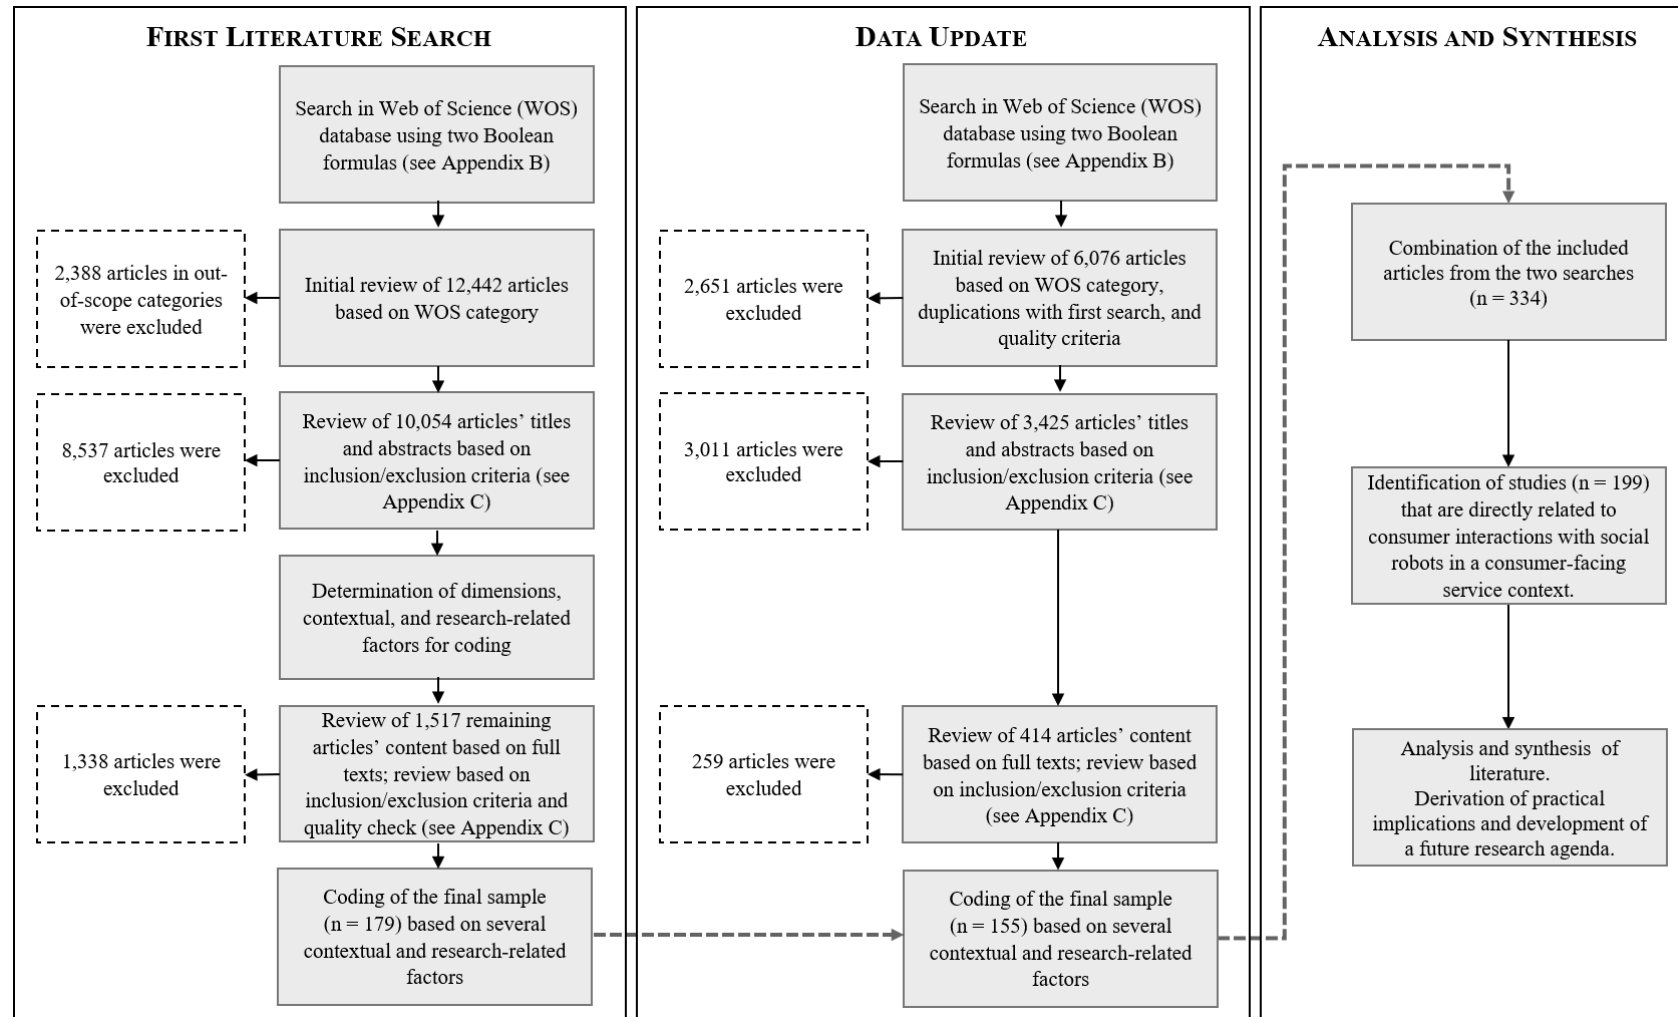 FIRST LITERATURE SEARCH
Search in Web of Science (WOS)
database using two Boolean
formulas (see Appendix B)
2,388 articles in out-
of-scope categories
were excluded
Initial review of 12,442 articles
based on WOS category
8,537 articles were
excluded
Review of 10,054 articles’ titles
and abstracts based on
inclusion/exclusion criteria (see
Appendix C)
Determination of dimensions,
contextual, and research-related
factors for coding
1,338 articles were
excluded
Review of 1,517 remaining
articles’ content based on full
texts; review based on
inclusion/exclusion criteria and
quality check (see Appendix C)
Coding of the final sample
(n = 179) based on several
contextual and research-related
factors
DATA UPDATE
Search in Web of Science (WOS)
database using two Boolean
formulas (see Appendix B)
2,651 articles were
excluded
Initial review of 6,076 articles
based on WOS category,
duplications with first search, and
quality criteria
3,011 articles were
excluded
Review of 3,425 articles’ titles
and abstracts based on
inclusion/exclusion criteria (see
Appendix C)
259 articles were
excluded
Review of 414 articles’ content
based on full texts; review based
on inclusion/exclusion criteria
(see Appendix C)
Coding of the final sample
(n = 155) based on several
contextual and research-related
factors
ANALYSIS AND SYNTHESIS
Combination of the included
articles from the two searches
(n = 334)
Identification of studies (n = 199)
that are directly related to
consumer interactions with social
robots in a consumer-facing
service context.
Analysis and synthesis of
literature.
Derivation of practical
implications and development of
a future research agenda.